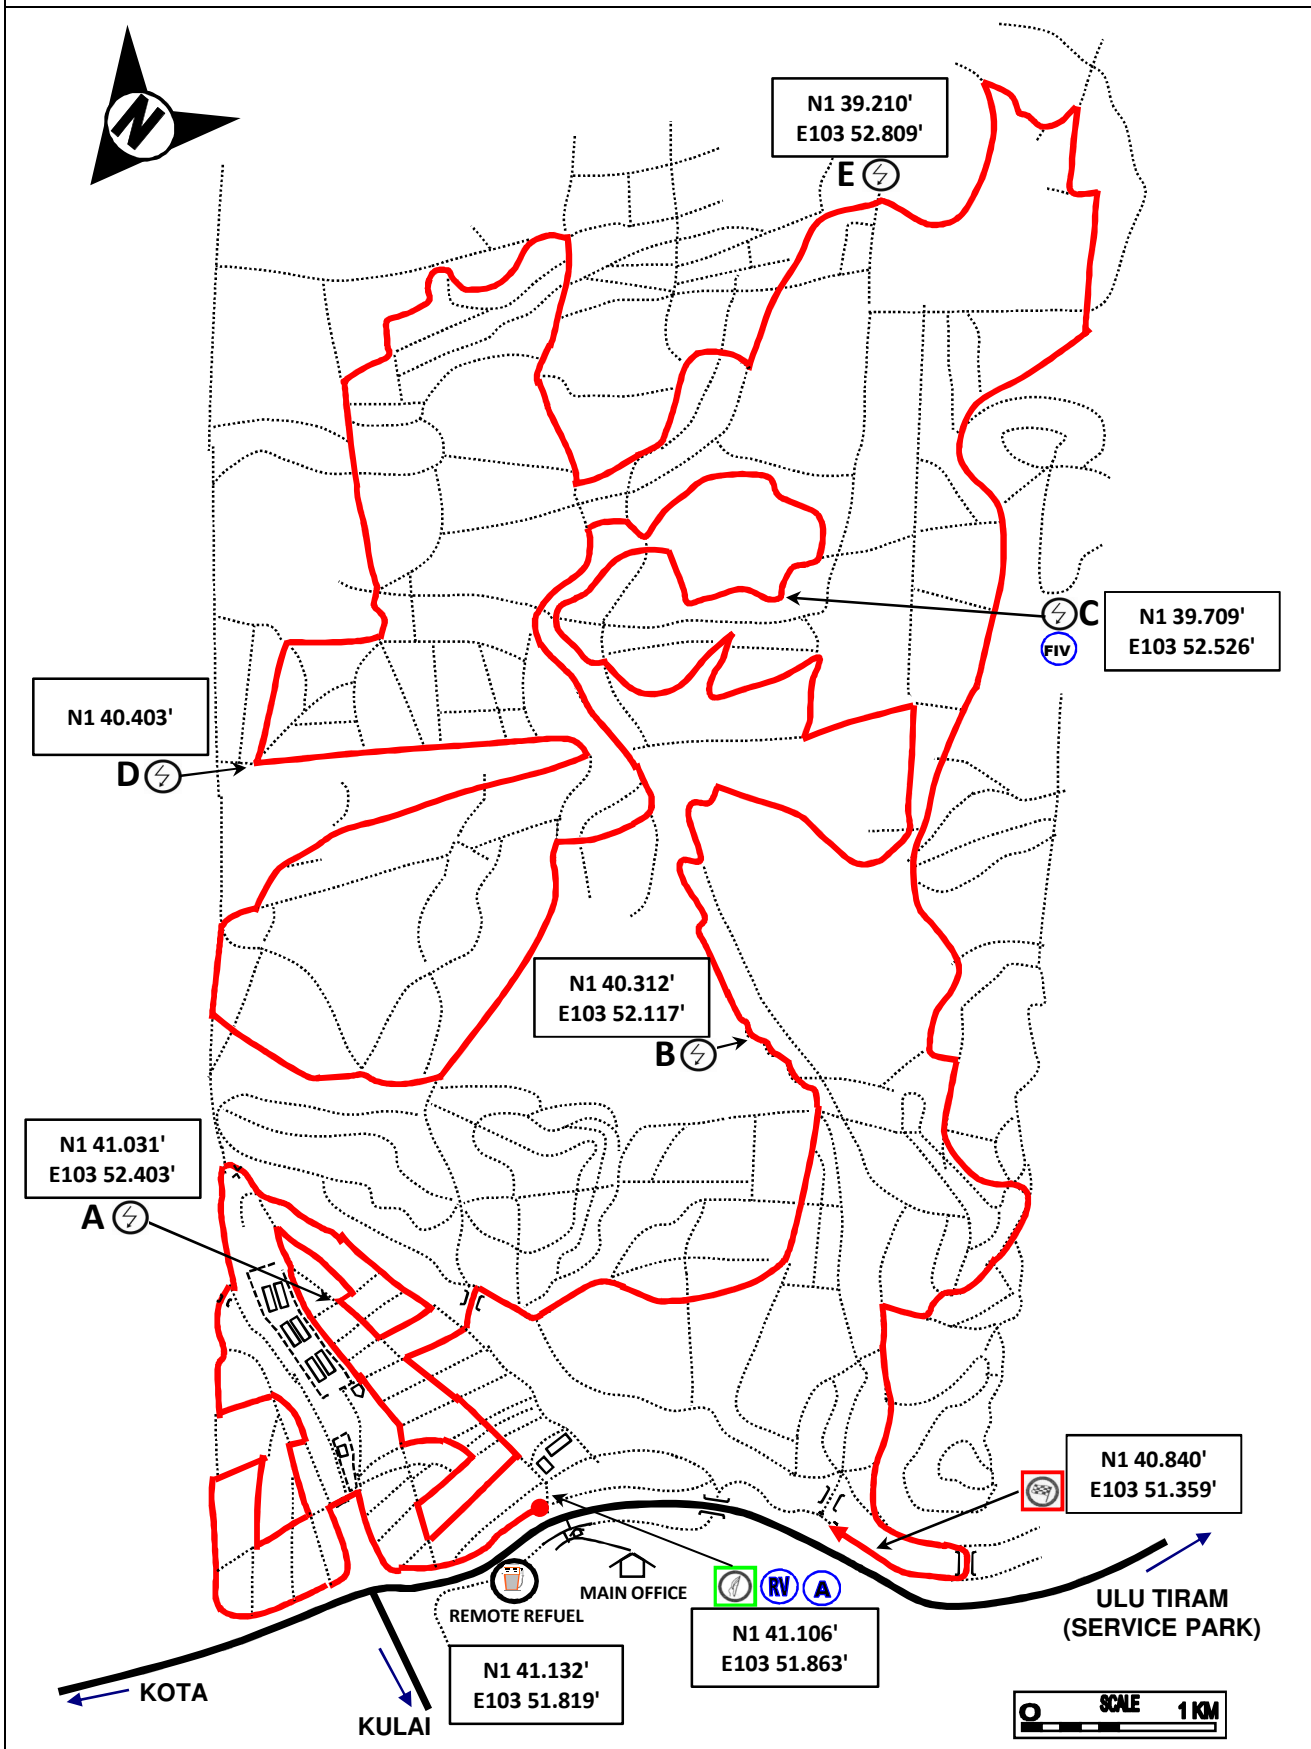 N
N1 39.210'
E103 52.809'
E
C
FIV
N1 39.709'
E103 52.526'
N1 40.403'
D
N1 40.312'
E103 52.117'
B
N1 41.031'
E103 52.403'
A
N1 40.840'
E103 51.359'
REMOTE REFUEL
MAIN OFFICE
RV
A
N1 41.106'
E103 51.863'
N1 41.132'
E103 51.819'
ULU TIRAM
(SERVICE PARK)
KOTA
KULAI
O SCALE 1 KM